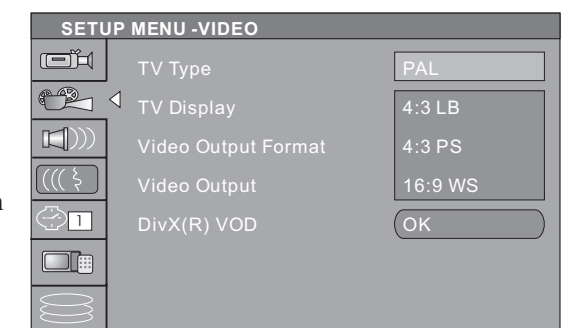 SETUP MENU -VIDEO
TV Type PAL
TV Display 4:3 LB
Video Output Format 4:3 PS
Video Output 16:9 WS
DivX(R) VOD OK
1